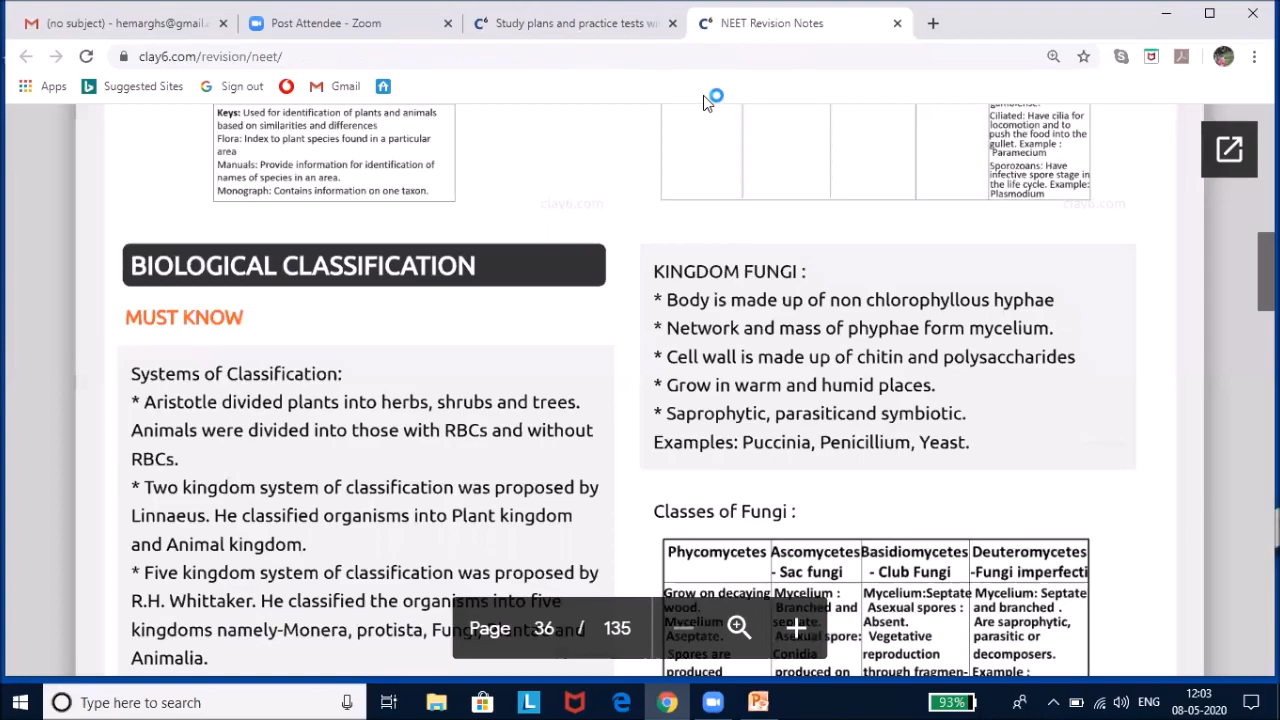 (no subject) - hemarghs@gmail.
Post Attendee - Zoom
Study plans and practice tests wi
NEET Revision Notes
clay6.com/revision/neet/
Apps
Suggested Sites
Sign out
Gmail
Keys: Used for identification of plants and animals
based on similarities and differences
Flora: Index to plant species found in a particular
area
Manuals: Provide information for identification of
names of species in an area.
Monograph: Contains information on one taxon.
clay6.com
gambiense.
Ciliated: Have cilia for
locomotion and to
push the food into the
gullet. Example :
Paramecium
Sporozoans: Have
infective spore stage in
the life cycle. Example:
Plasmodium
clay6.com
BIOLOGICAL CLASSIFICATION
MUST KNOW
Systems of Classification:
* Aristotle divided plants into herbs, shrubs and trees.
Animals were divided into those with RBCs and without
RBCs.
* Two kingdom system of classification was proposed by
Linnaeus. He classified organisms into Plant kingdom
and Animal kingdom.
* Five kingdom system of classification was proposed by
R.H. Whittaker. He classified the organisms into five
kingdoms namely-Monera, protista, Fungi, Plantae and
Animalia.
KINGDOM FUNGI :
* Body is made up of non chlorophyllous hyphae
* Network and mass of phyphae form mycelium.
* Cell wall is made up of chitin and polysaccharides
* Grow in warm and humid places.
* Saprophytic, parasiticand symbiotic.
Examples: Puccinia, Penicillium, Yeast.
Classes of Fungi :
Phycomycetes
Ascomycetes
- Sac fungi
Basidiomycetes
- Club Fungi
Deuteromycetes
-Fungi imperfecti
Grow on decaying
wood.
Mycelium
Aseptate.
Spores are
produced
Mycelium :
Branched and
septate.
Asexual spore:
Conidia
produced on
Mycelium:Septate
Asexual spores :
Absent.
Vegetative
reproduction
through fragmen-
Mycelium: Septate
and branched .
Are saprophytic,
parasitic or
decomposers.
Example :
Page 36 / 135
Type here to search
93%
ENG
12:03
08-05-2020